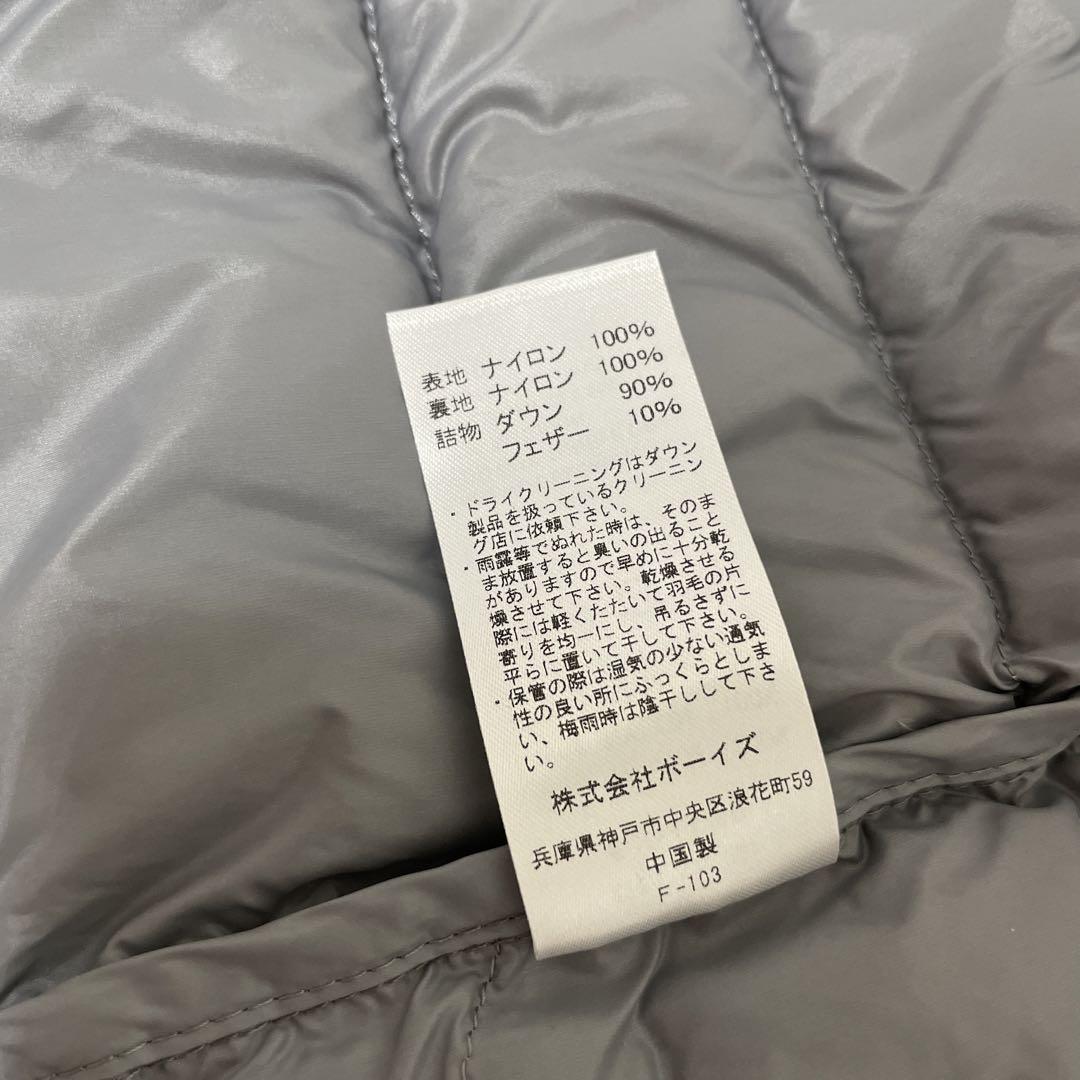 表地 ナイロン 100%
裏地 ナイロン 100%
詰物 ダウン 90%
フェザー 10%
・ドライクリーニングはダウン
製品を扱っているクリーニン
グ店に依頼下さい。
・雨露等でぬれた時は、そのま
ま放置すると臭いの出ること
がありますので早めに十分乾
燥させて下さい。乾燥させる
際には軽くたたいて羽毛の片
寄りを均一にし、吊るさずに
平らに置いて干して下さい。
・保管の際は湿気の少ない通気
性の良い所にふっくらとしま
い、梅雨時は陰干しして下さ
い。
株式会社ボーイズ
兵庫県神戸市中央区浪花町59
中国製
F-103